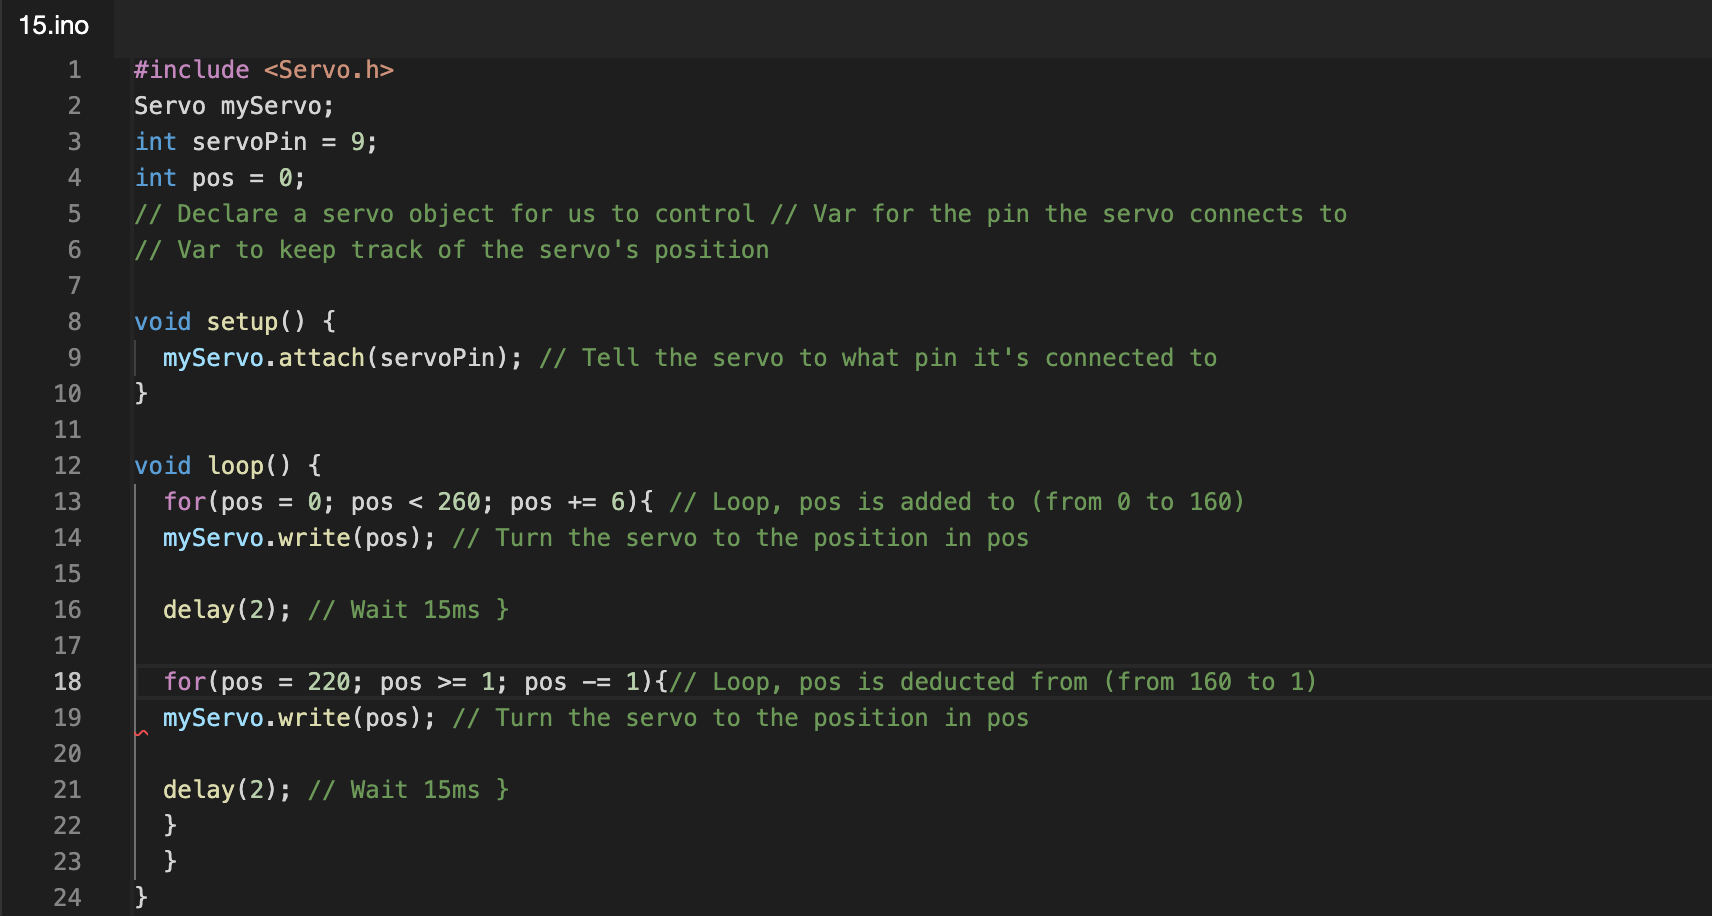 15.ino
1 #include <Servo.h>
2 Servo myServo;
3 int servoPin = 9;
4 int pos = 0;
5 // Declare a servo object for us to control // Var for the pin the servo connects to
6 // Var to keep track of the servo's position
7
8 void setup() {
9   myServo.attach(servoPin); // Tell the servo to what pin it's connected to
10 }
11
12 void loop() {
13   for(pos = 0; pos < 260; pos += 6){ // Loop, pos is added to (from 0 to 160)
14   myServo.write(pos); // Turn the servo to the position in pos
15
16   delay(2); // Wait 15ms }
17
18   for(pos = 220; pos >= 1; pos −= 1){// Loop, pos is deducted from (from 160 to 1)
19   myServo.write(pos); // Turn the servo to the position in pos
20
21   delay(2); // Wait 15ms }
22   }
23   }
24 }